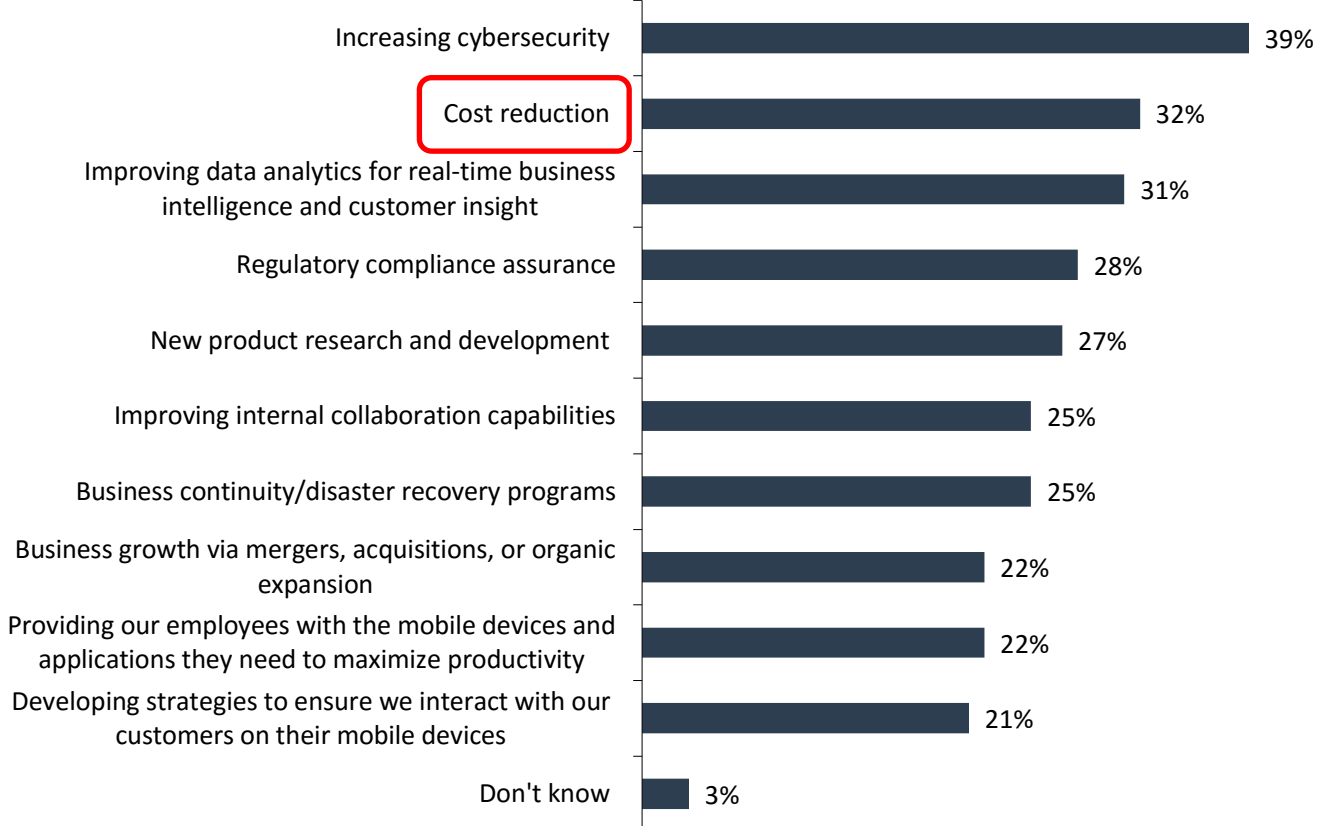 Increasing cybersecurity
39%
Cost reduction
32%
Improving data analytics for real-time business
intelligence and customer insight
31%
Regulatory compliance assurance
28%
New product research and development
27%
Improving internal collaboration capabilities
25%
Business continuity/disaster recovery programs
25%
Business growth via mergers, acquisitions, or organic
expansion
22%
Providing our employees with the mobile devices and
applications they need to maximize productivity
22%
Developing strategies to ensure we interact with our
customers on their mobile devices
21%
Don't know
3%